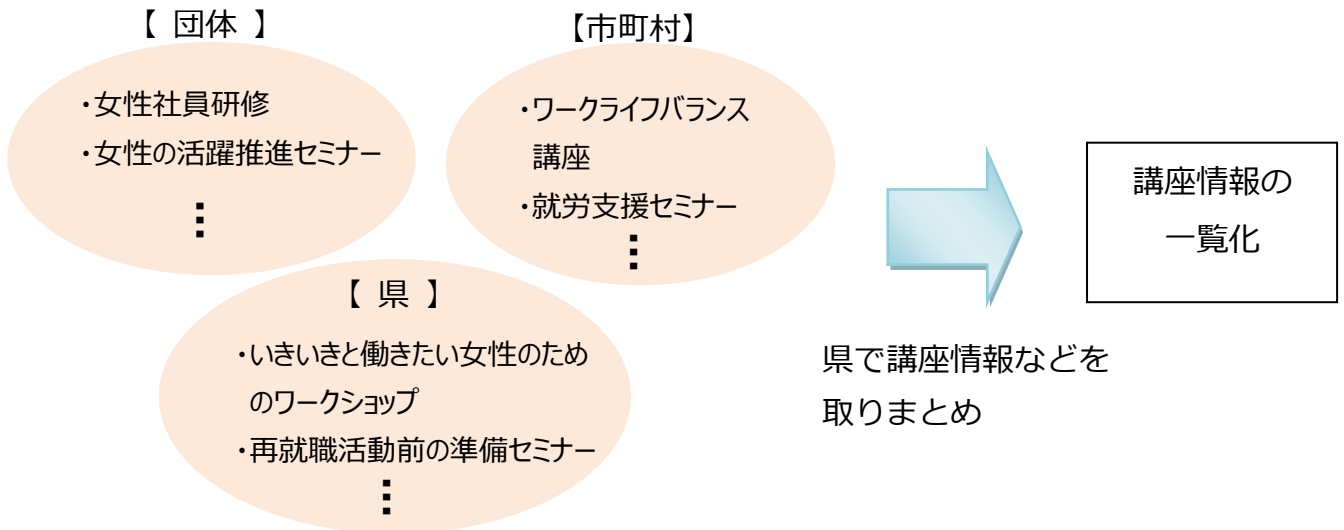 【 団体 】
・女性社員研修
・女性の活躍推進セミナー
⋮
【市町村】
・ワークライフバランス
講座
・就労支援セミナー
⋮
【 県 】
・いきいきと働きたい女性のため
のワークショップ
・再就職活動前の準備セミナー
⋮
県で講座情報などを
取りまとめ
講座情報の
一覧化